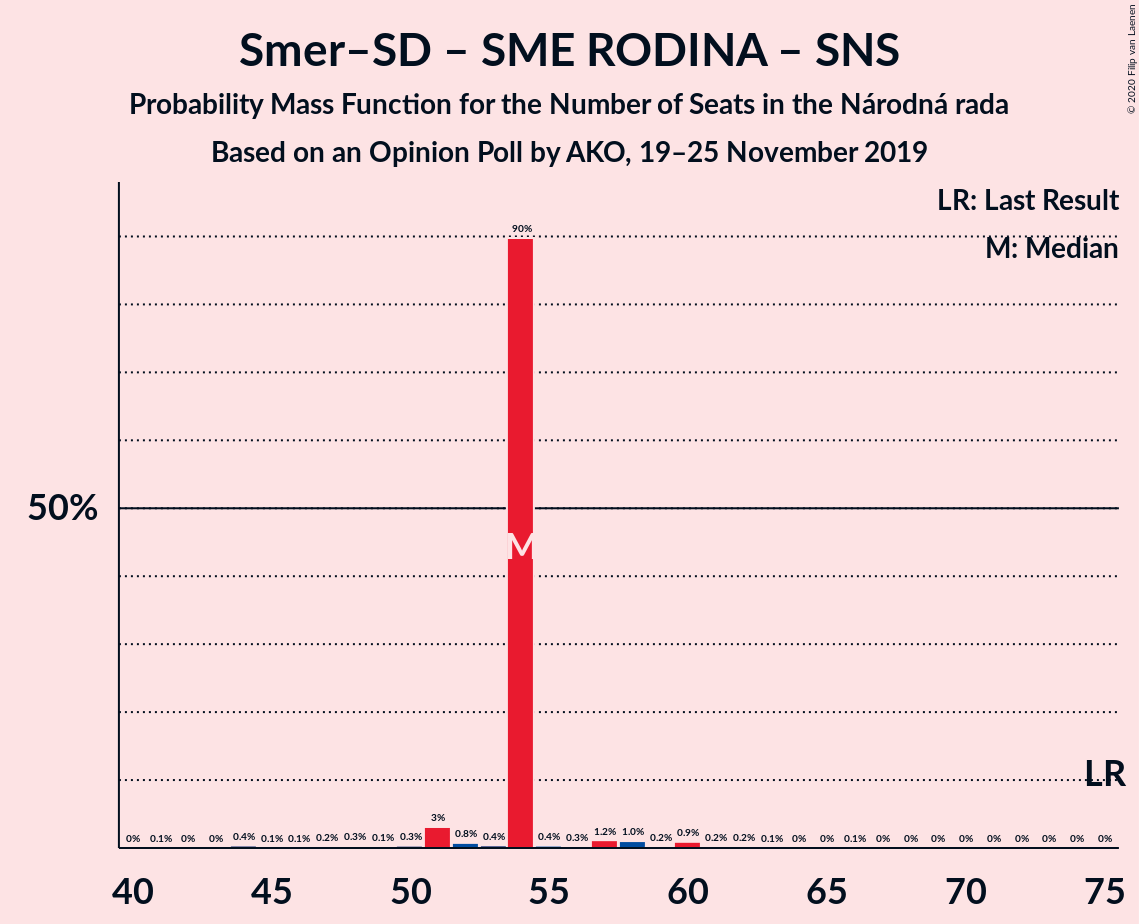 Smer–SD – SME RODINA – SNS
Probability Mass Function for the Number of Seats in the Národná rada
Based on an Opinion Poll by AKO, 19–25 November 2019
© 2020 Filip van Laenen
LR: Last Result
M: Median
90%
50%
M
LR
0% 0.1% 0% 0% 0.4% 0.1% 0.1% 0.2% 0.3% 0.1% 0.3% 3% 0.8% 0.4% 0.4% 0.3% 1.2% 1.0% 0.2% 0.9% 0.2% 0.2% 0.1% 0% 0% 0.1% 0% 0% 0% 0% 0% 0% 0% 0% 0%
40 45 50 55 60 65 70 75